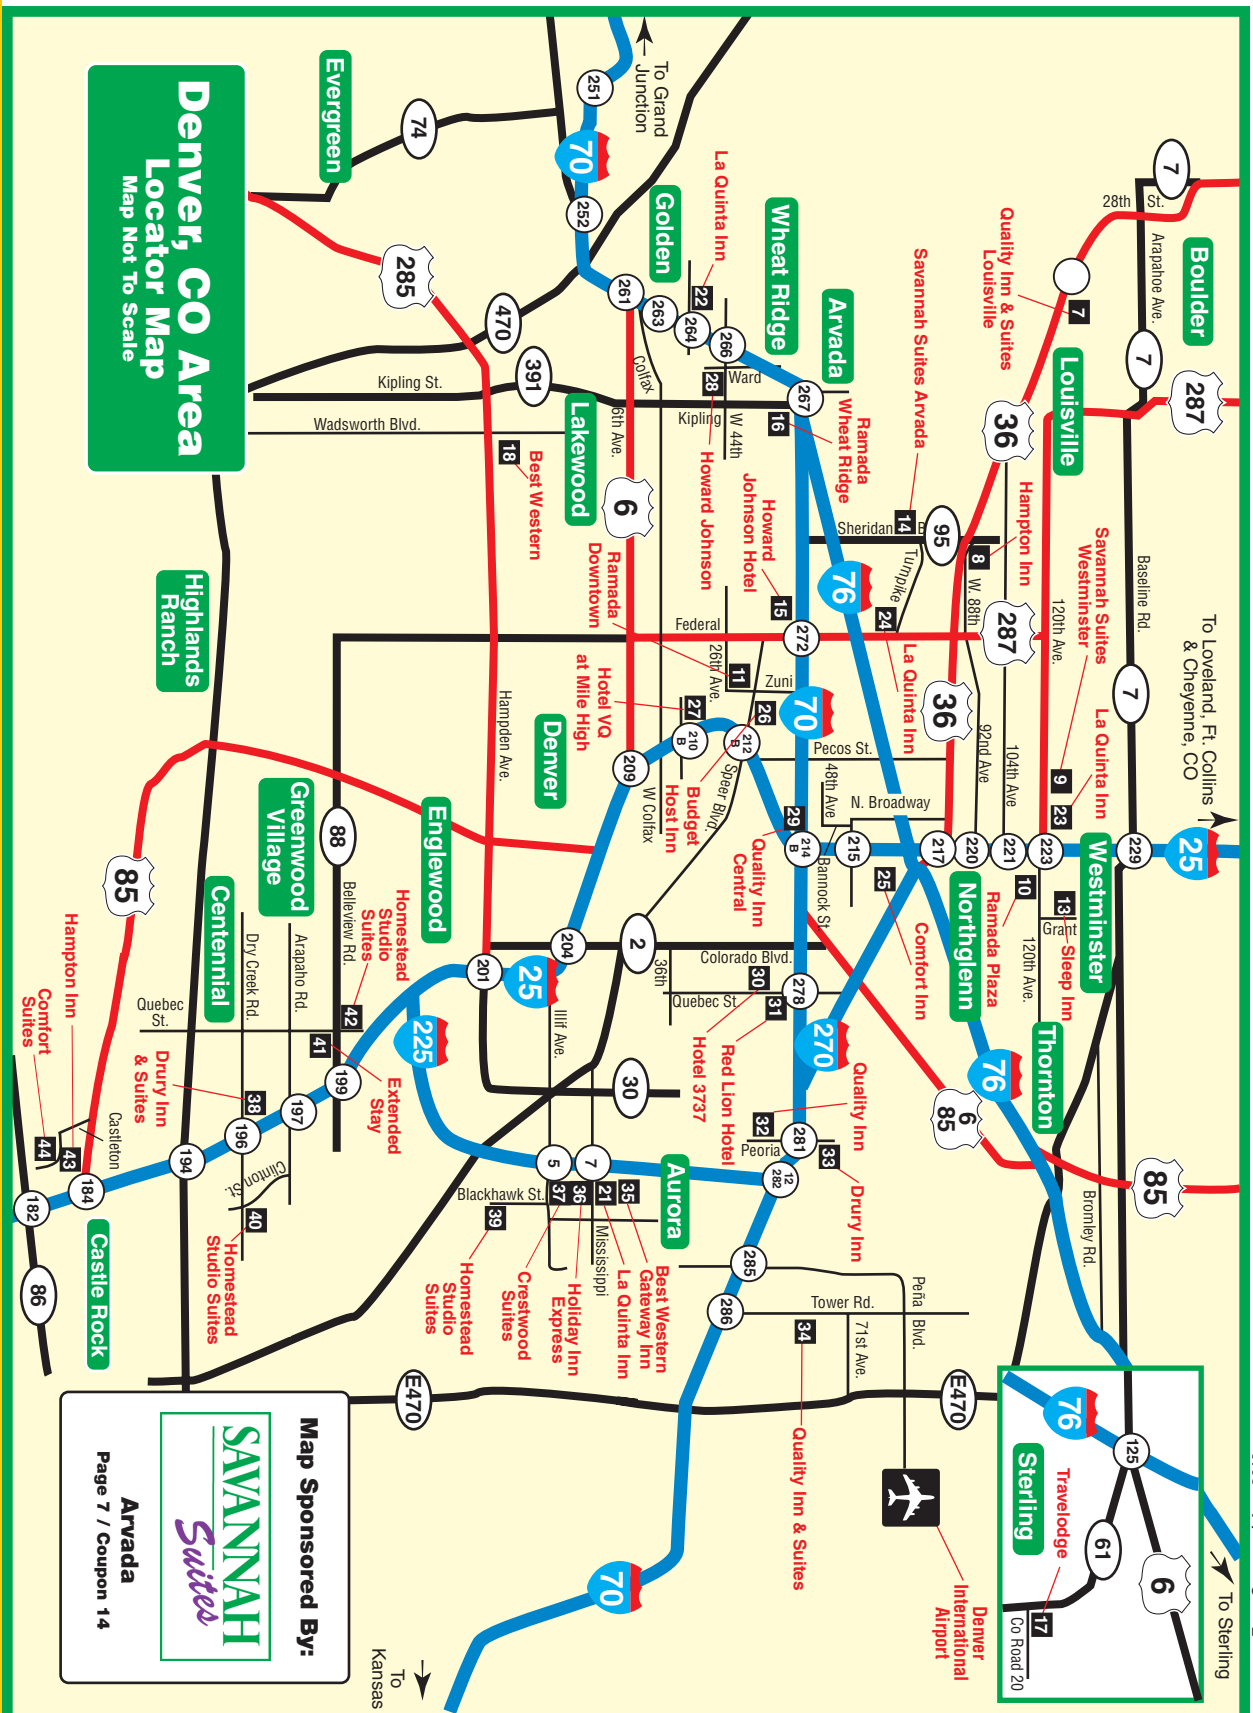 Denver, CO Area
Locator Map
Map Not To Scale
To Loveland, Ft. Collins
& Cheyenne, CO
To Sterling
To Grand
Junction
To
Kansas
Boulder
Louisville
Westminster
Northglenn
Thornton
Sterling
Arvada
Wheat Ridge
Golden
Lakewood
Evergreen
Denver
Englewood
Aurora
Greenwood
Village
Centennial
Highlands
Ranch
Castle Rock
7
28th St.
Arapahoe Ave.
7
287
Baseline Rd.
7
229
25
36
287
36
95
120th Ave.
104th Ave
92nd Ave
W. 88th
Turnpike
Sheridan B
223
221
220
217
215
214
B
212
B
210
B
209
204
201
199
197
196
194
184
182
120th Ave.
Grant
Bromley Rd.
76
76
76
125
61
6
Co Road 20
85
6
85
270
70
70
70
251
252
261
263
264
266
267
272
278
281
12
282
285
286
74
285
470
391
6
88
85
2
30
225
25
7
5
86
E470
E470
Kipling St.
Wadsworth Blvd.
Colfax
6th Ave.
Ward
Kipling
W 44th
Federal
26th Ave.
Zuni
Pecos St.
48th Ave
N. Broadway
Bannock St.
Speer Blvd.
W Colfax
Hampden Ave.
Belleview Rd.
Arapaho Rd.
Dry Creek Rd.
Quebec
St.
Clinton St.
Castleton
Colorado Blvd.
36th
Quebec St.
Illif Ave.
Mississippi
Blackhawk St.
Peoria
Tower Rd.
71st Ave.
Peña Blvd.
Quality Inn & Suites
Louisville
7
Hampton Inn
8
Savannah Suites
Westminster
9
La Quinta Inn
23
Ramada Plaza
10
Sleep Inn
13
Savannah Suites Arvada
14
Ramada
Wheat Ridge
16
La Quinta Inn
22
Howard Johnson
28
Howard
Johnson Hotel
15
Best Western
18
Ramada
Downtown
11
Hotel VQ
at Mile High
27
Budget
Host Inn
26
La Quinta Inn
24
Quality Inn
Central
29
Comfort Inn
25
Hotel 3737
30
Red Lion Hotel
31
Quality Inn
32
Drury Inn
33
Quality Inn & Suites
34
Denver
International
Airport
Travelodge
17
Best Western
Gateway Inn
35
La Quinta Inn
21
Holiday Inn
Express
36
Crestwood
Suites
37
Homestead
Studio
Suites
39
Homestead
Studio
Suites
42
Extended
Stay
41
Drury Inn
& Suites
38
Homestead
Studio Suites
40
Hampton Inn
43
Comfort
Suites
44
Map Sponsored By:
SAVANNAH
Suites
Arvada
Page 7 / Coupon 14